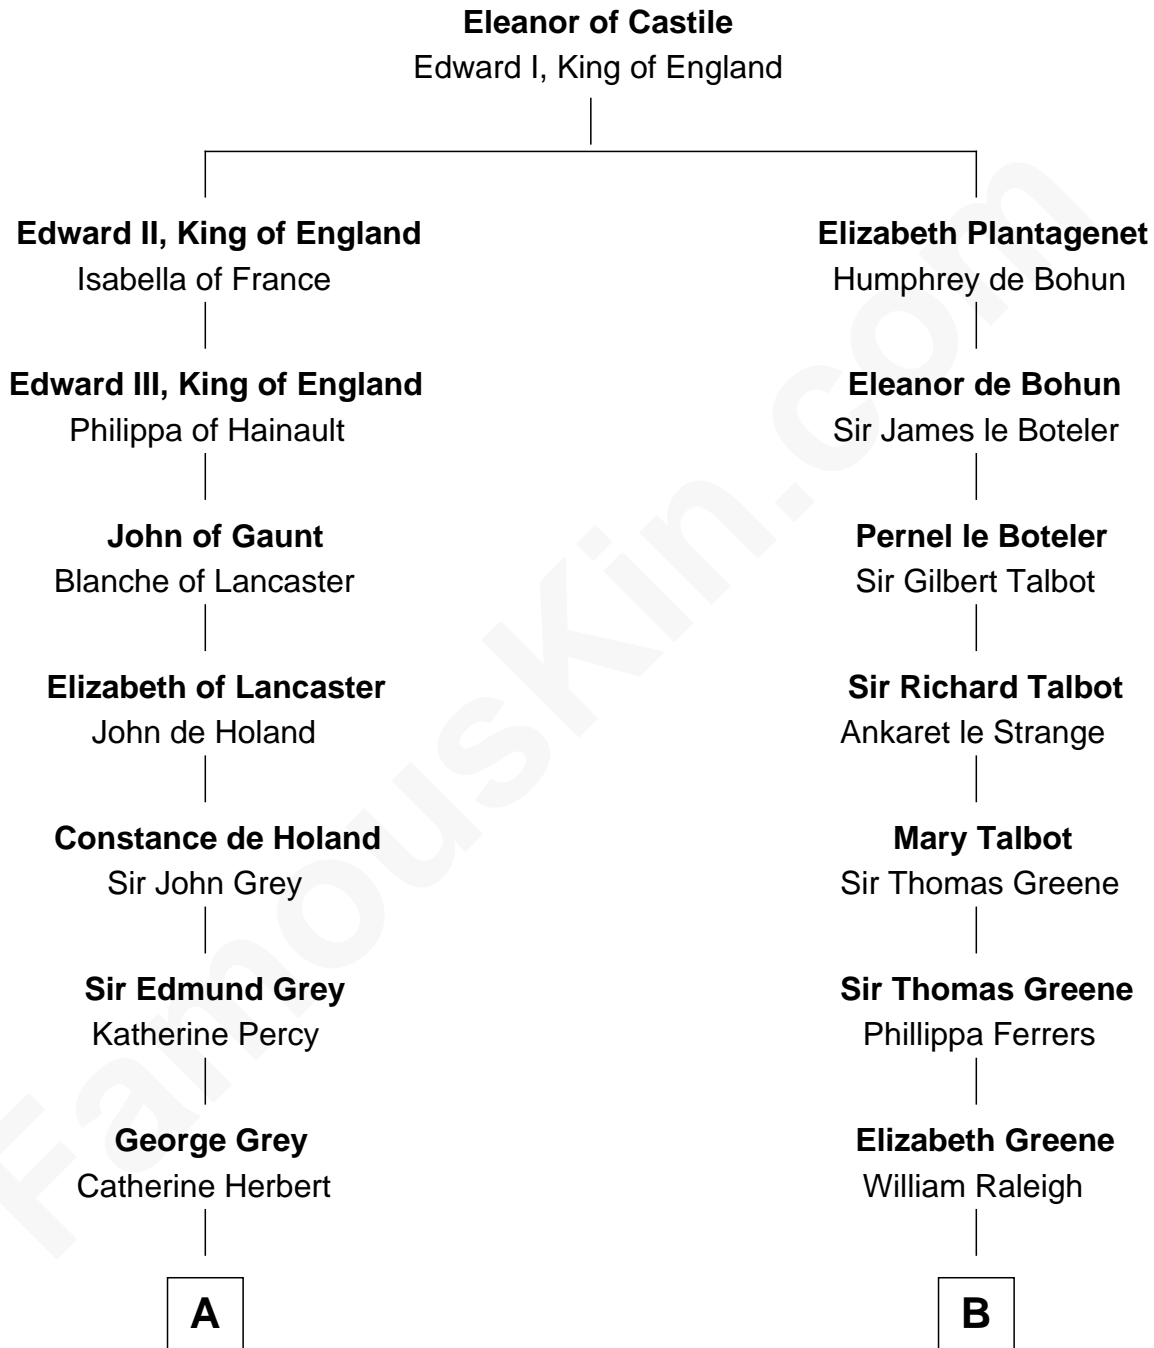 Eleanor of Castile
Edward I, King of England
Edward II, King of England
Isabella of France
Elizabeth Plantagenet
Humphrey de Bohun
Edward III, King of England
Philippa of Hainault
Eleanor de Bohun
Sir James le Boteler
John of Gaunt
Blanche of Lancaster
Pernel le Boteler
Sir Gilbert Talbot
Elizabeth of Lancaster
John de Holand
Sir Richard Talbot
Ankaret le Strange
Constance de Holand
Sir John Grey
Mary Talbot
Sir Thomas Greene
Sir Edmund Grey
Katherine Percy
Sir Thomas Greene
Phillippa Ferrers
George Grey
Catherine Herbert
Elizabeth Greene
William Raleigh
A
B
FamousKin.com